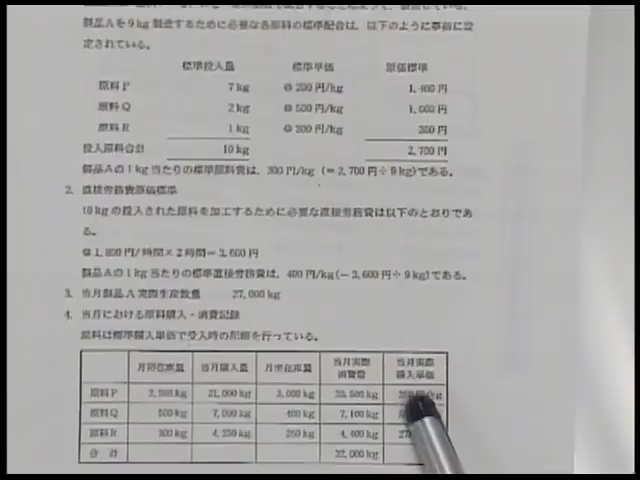 製品Aを9kg製造するために必要な各原料の標準配合は、以下のように事前に設
定されている。
標準投入量 標準単価 原価標準
原料P 7kg @200円/kg 1,400円
原料Q 2kg @500円/kg 1,000円
原料R 1kg @300円/kg 300円
投入原料合計 10kg 2,700円
製品Aの1kg当たりの標準原料費は、300円/kg(=2,700円÷9kg)である。
2. 直接労務費原価標準
10kgの投入された原料を加工するために必要な直接労務費は以下のとおりであ
る。
@1,800円/時間×2時間=3,600円
製品Aの1kg当たりの標準直接労務費は、400円/kg(=3,600円÷9kg)である。
3. 当月製品A実際生産数量 27,000kg
4. 当月における原料購入・消費記録
原料は標準購入単価で受入時の記帳を行っている。
月初在庫量 当月購入量 月末在庫量 当月実際消費量 当月実際購入単価
原料P 21,000kg 20,500kg
原料Q 500kg 7,000kg 400kg 7,100kg
原料R 300kg 4,350kg 250kg 4,400kg
合計 32,000kg